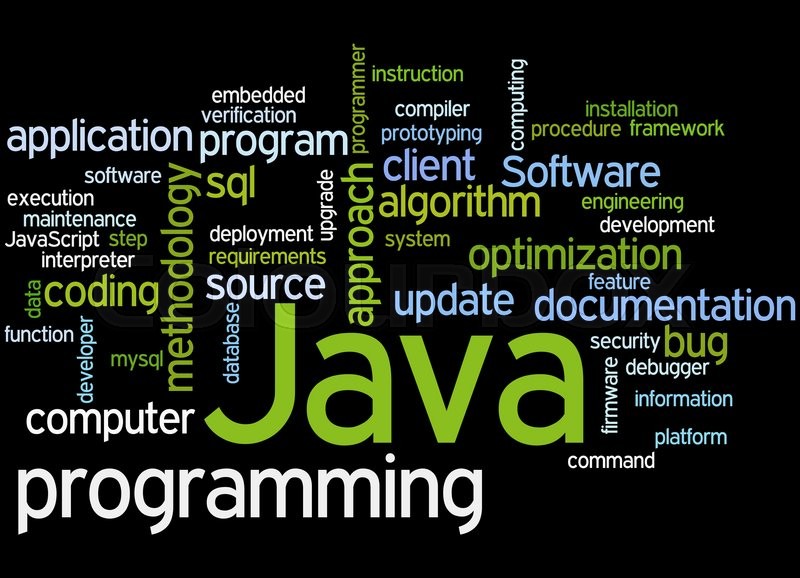 programmer
instruction
computing
embedded
compiler
installation
verification
prototyping
procedure
framework
application
program
client
Software
software
methodology
sql
upgrade
approach
algorithm
engineering
execution
maintenance
development
JavaScript
step
deployment
system
optimization
interpreter
requirements
data
coding
source
update
feature
documentation
function
developer
mysql
database
Java
security
bug
debugger
firmware
information
computer
platform
command
programming